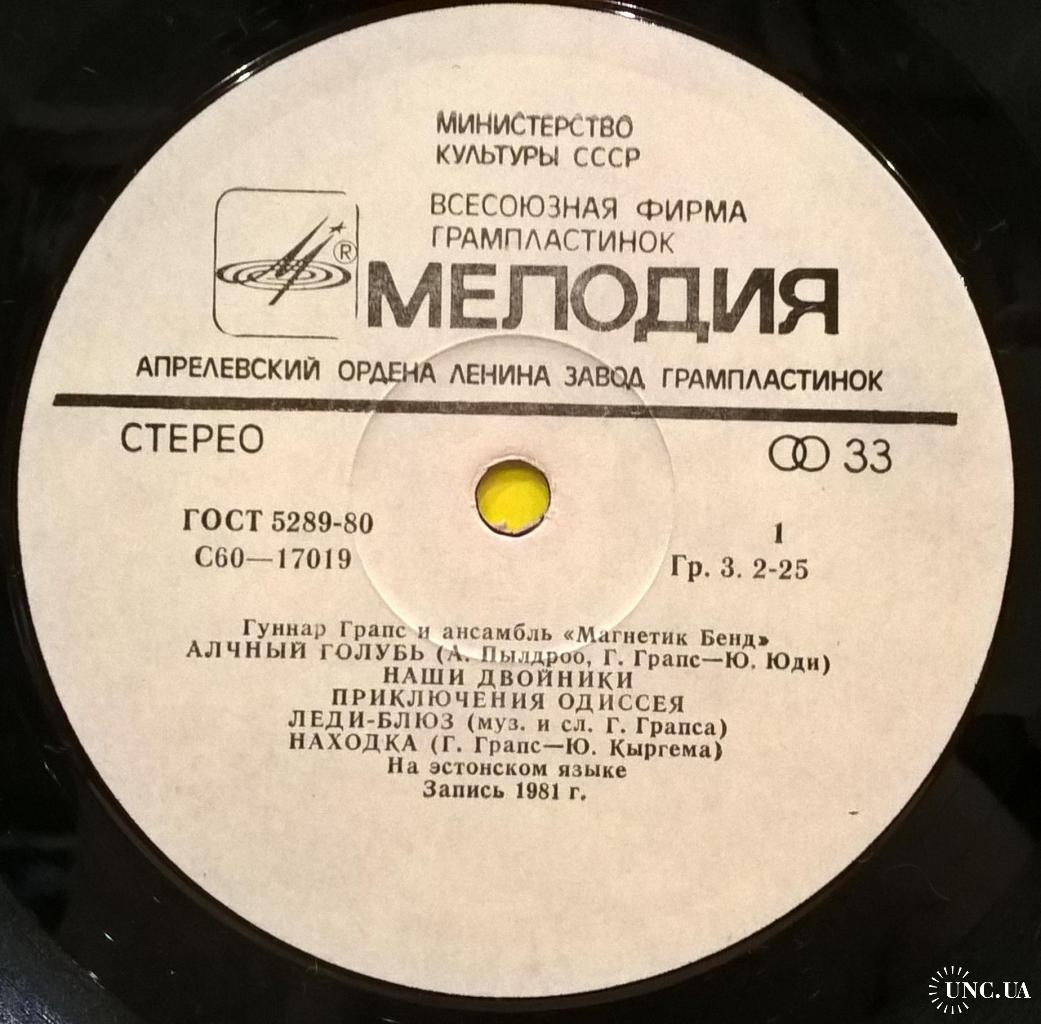 МИНИСТЕРСТВО
КУЛЬТУРЫ СССР
ВСЕСОЮЗНАЯ ФИРМА
ГРАМПЛАСТИНОК
®
МЕЛОДИЯ
АПРЕЛЕВСКИЙ ОРДЕНА ЛЕНИНА ЗАВОД ГРАМПЛАСТИНОК
СТЕРЕО
33
ГОСТ 5289-80
С60—17019
1
Гр. 3. 2-25
Гуннар Грапс и ансамбль «Магнетик Бенд»
АЛЧНЫЙ ГОЛУБЬ (А. Пылдроо, Г. Грапс—Ю. Юди)
НАШИ ДВОЙНИКИ
ПРИКЛЮЧЕНИЯ ОДИССЕЯ
ЛЕДИ-БЛЮЗ (муз. и сл. Г. Грапса)
НАХОДКА (Г. Грапс—Ю. Кыргема)
На эстонском языке
Запись 1981 г.
UNC.UA